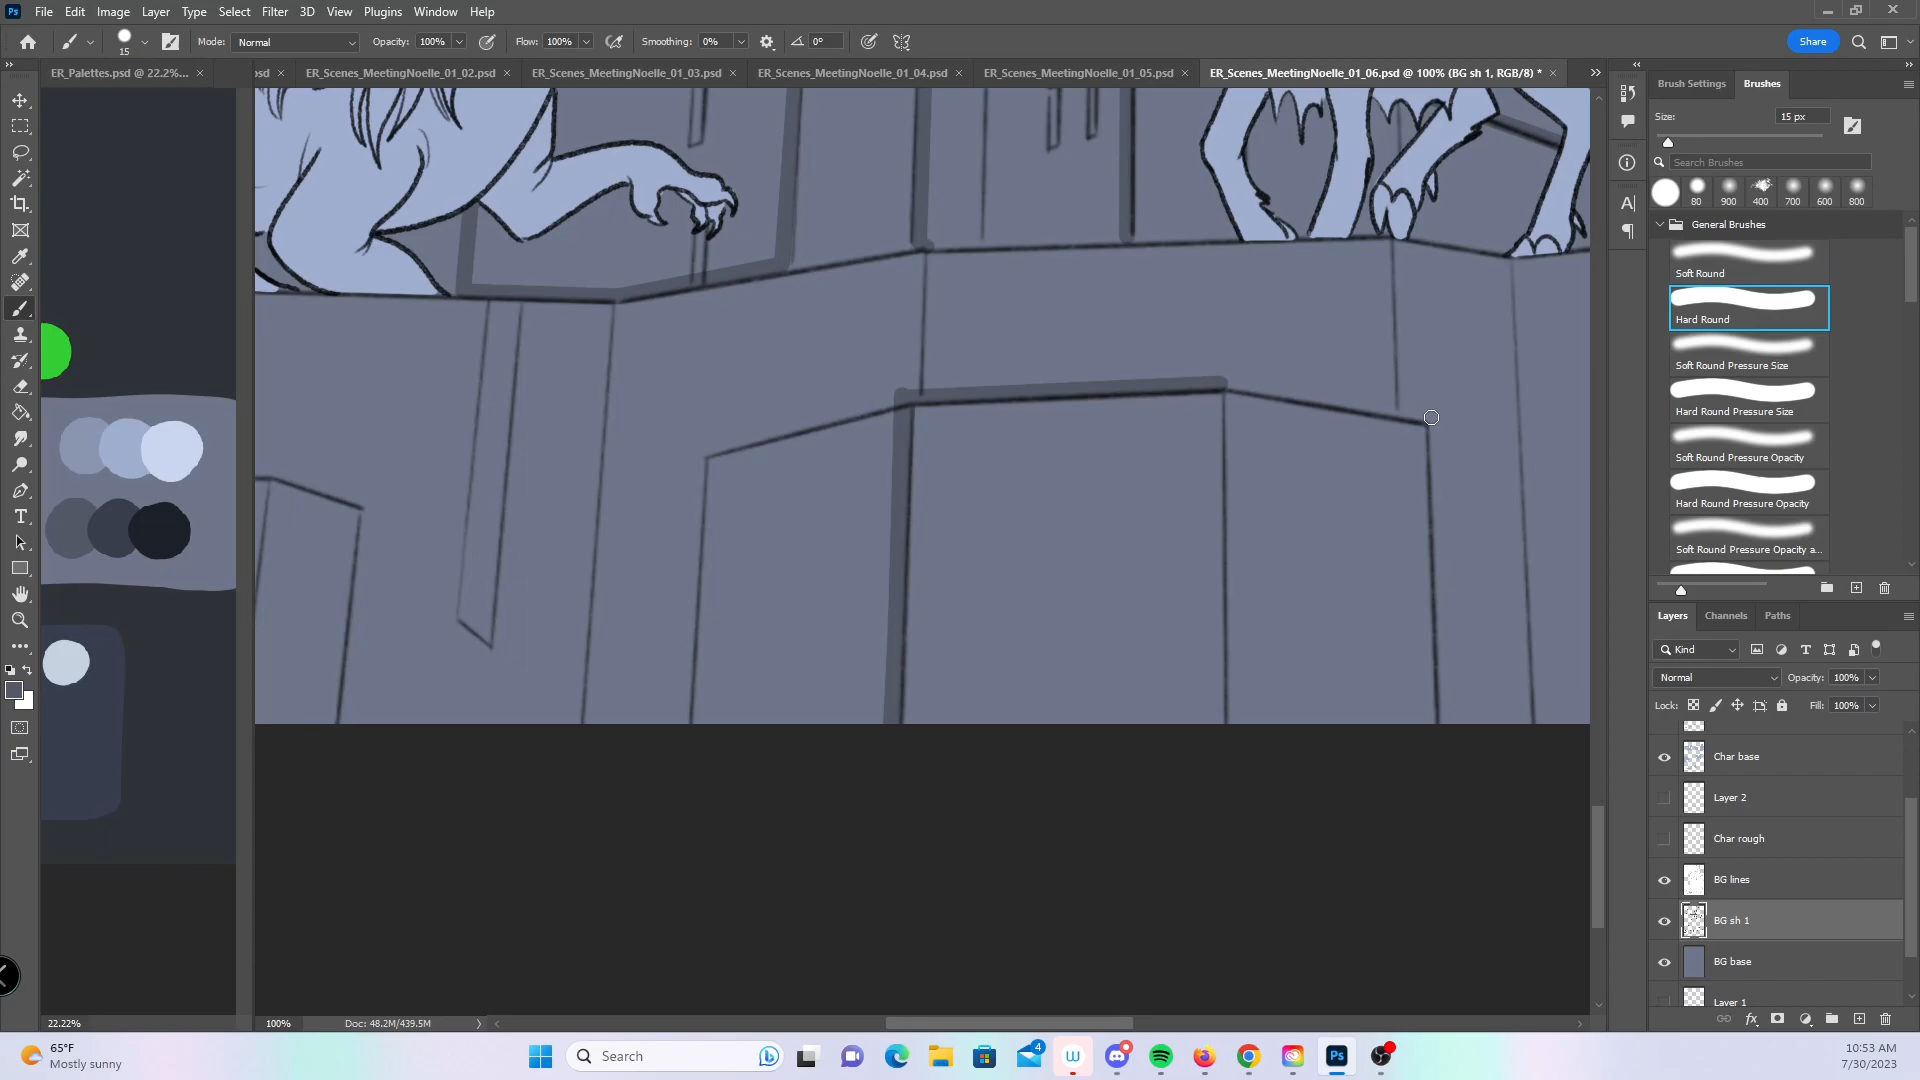 Ps File Edit Image Layer Type Select Filter 3D View Plugins Window Help
15 Mode: Normal Opacity: 100% Flow: 100% Smoothing: 0% 0° Share
ER_Palettes.psd @ 22.2%... × psd × ER_Scenes_MeetingNoelle_01_02.psd × ER_Scenes_MeetingNoelle_01_03.psd × ER_Scenes_MeetingNoelle_01_04.psd × ER_Scenes_MeetingNoelle_01_05.psd × ER_Scenes_MeetingNoelle_01_06.psd @ 100% (BG sh 1, RGB/8) * ×
Brush Settings Brushes
Size: 15 px
Search Brushes
80 900 400 700 600 800
General Brushes
Soft Round
Hard Round
Soft Round Pressure Size
Hard Round Pressure Size
Soft Round Pressure Opacity
Hard Round Pressure Opacity
Soft Round Pressure Opacity a...
Layers Channels Paths
Kind
Normal Opacity: 100%
Lock: Fill: 100%
Char base
Layer 2
Char rough
BG lines
BG sh 1
BG base
Layer 1
22.22% 100% Doc: 48.2M/439.5M
65°F
Mostly sunny
Search
4
Ps
10:53 AM
7/30/2023